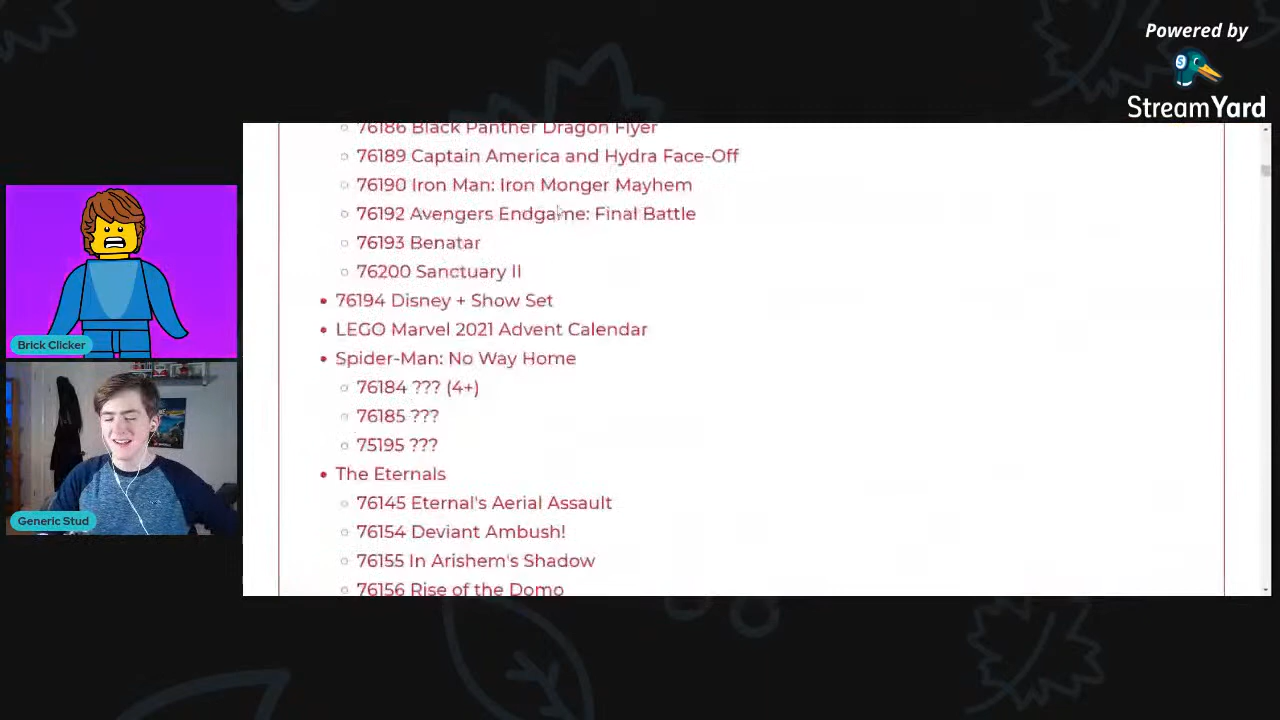 Powered by
StreamYard
76186 Black Panther Dragon Flyer
76189 Captain America and Hydra Face-Off
76190 Iron Man: Iron Monger Mayhem
76192 Avengers Endgame: Final Battle
76193 Benatar
76200 Sanctuary II
76194 Disney + Show Set
LEGO Marvel 2021 Advent Calendar
Spider-Man: No Way Home
76184 ??? (4+)
76185 ???
75195 ???
The Eternals
76145 Eternal's Aerial Assault
76154 Deviant Ambush!
76155 In Arishem's Shadow
76156 Rise of the Domo
Brick Clicker
Generic Stud